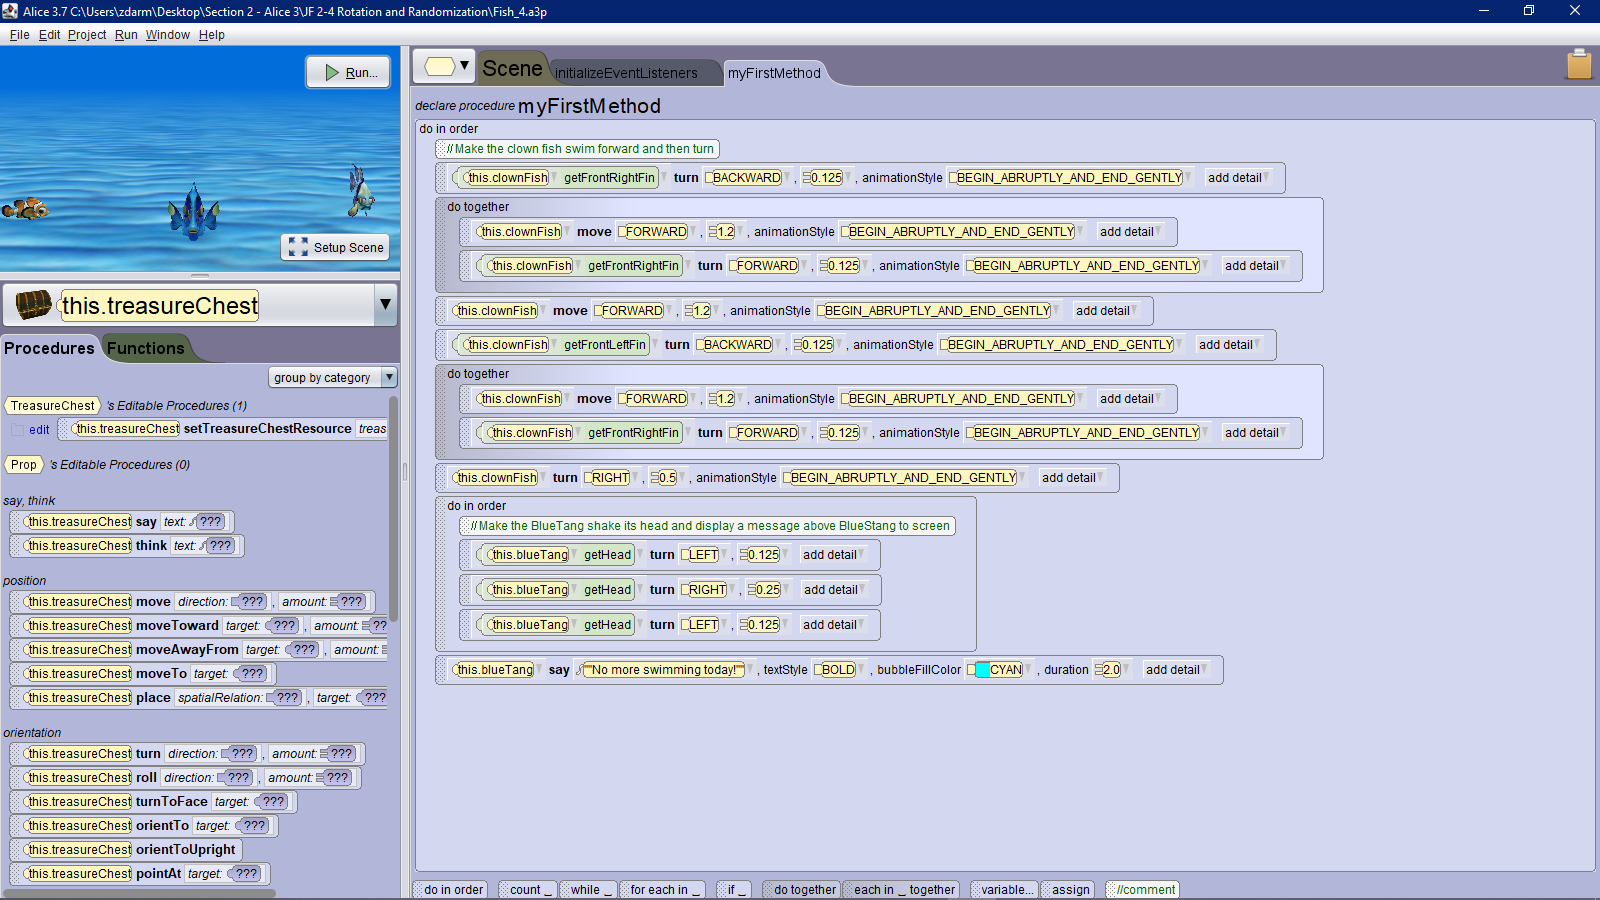 Alice 3.7 C:\Users\zdarm\Desktop\Section 2 - Alice 3\JF 2-4 Rotation and Randomization\Fish_4.a3p
File Edit Project Run Window Help
Run...
Setup Scene
this.treasureChest
Procedures Functions
group by category
TreasureChest 's Editable Procedures (1)
edit this.treasureChest setTreasureChestResource treas
Prop 's Editable Procedures (0)
say, think
this.treasureChest say text: ???
this.treasureChest think text: ???
position
this.treasureChest move direction: ??? , amount: ???
this.treasureChest moveToward target: ??? , amount: ??
this.treasureChest moveAwayFrom target: ??? , amount:
this.treasureChest moveTo target: ???
this.treasureChest place spatialRelation: ??? , target: ???
orientation
this.treasureChest turn direction: ??? , amount: ???
this.treasureChest roll direction: ??? , amount: ???
this.treasureChest turnToFace target: ???
this.treasureChest orientTo target: ???
this.treasureChest orientToUpright
this.treasureChest pointAt target: ???
Scene initializeEventListeners myFirstMethod
declare procedure myFirstMethod
do in order
//Make the clown fish swim forward and then turn
this.clownFish getFrontRightFin turn BACKWARD , 0.125 , animationStyle BEGIN_ABRUPTLY_AND_END_GENTLY add detail
do together
this.clownFish move FORWARD , 1.2 , animationStyle BEGIN_ABRUPTLY_AND_END_GENTLY add detail
this.clownFish getFrontRightFin turn FORWARD , 0.125 , animationStyle BEGIN_ABRUPTLY_AND_END_GENTLY add detail
this.clownFish move FORWARD , 1.2 , animationStyle BEGIN_ABRUPTLY_AND_END_GENTLY add detail
this.clownFish getFrontLeftFin turn BACKWARD , 0.125 , animationStyle BEGIN_ABRUPTLY_AND_END_GENTLY add detail
do together
this.clownFish move FORWARD , 1.2 , animationStyle BEGIN_ABRUPTLY_AND_END_GENTLY add detail
this.clownFish getFrontRightFin turn FORWARD , 0.125 , animationStyle BEGIN_ABRUPTLY_AND_END_GENTLY add detail
this.clownFish turn RIGHT , 0.5 , animationStyle BEGIN_ABRUPTLY_AND_END_GENTLY add detail
do in order
//Make the BlueTang shake its head and display a message above BlueStang to screen
this.blueTang getHead turn LEFT , 0.125 add detail
this.blueTang getHead turn RIGHT , 0.25 add detail
this.blueTang getHead turn LEFT , 0.125 add detail
this.blueTang say ""No more swimming today!"" , textStyle BOLD , bubbleFillColor CYAN , duration 2.0 add detail
do in order count _ while _ for each in _ if _ do together each in _ together variable... assign //comment